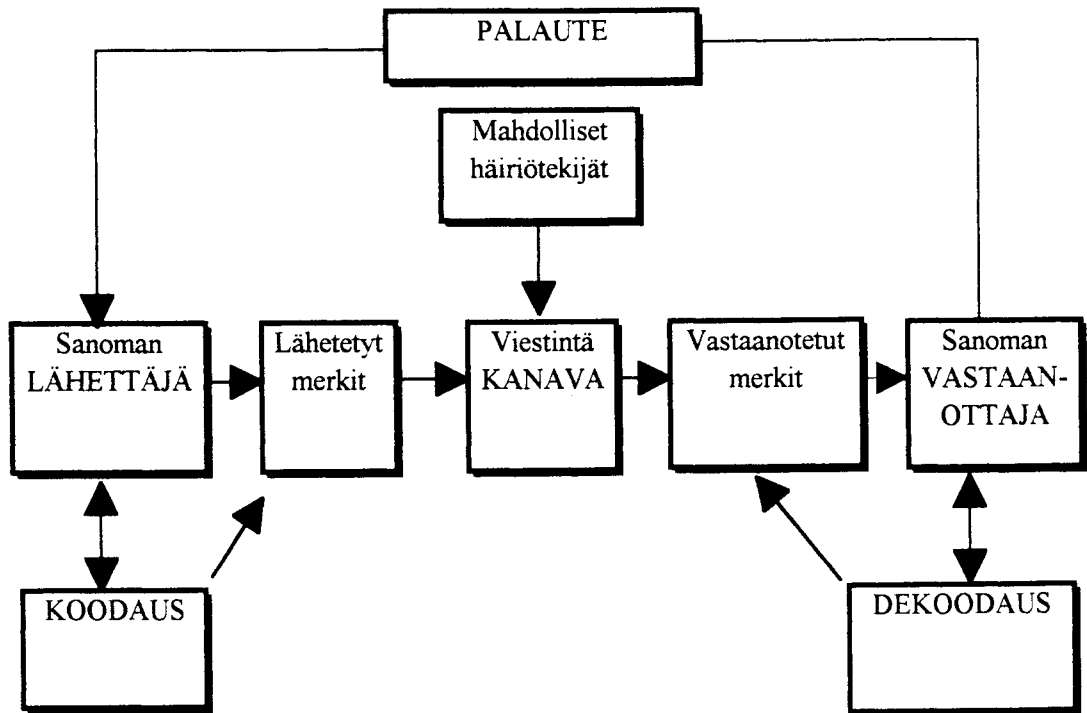 PALAUTE
Mahdolliset
häiriötekijät
Sanoman
LÄHETTÄJÄ
Lähetetyt
merkit
Viestintä
KANAVA
Vastaanotetut
merkit
Sanoman
VASTAAN-
OTTAJA
KOODAUS
DEKOODAUS